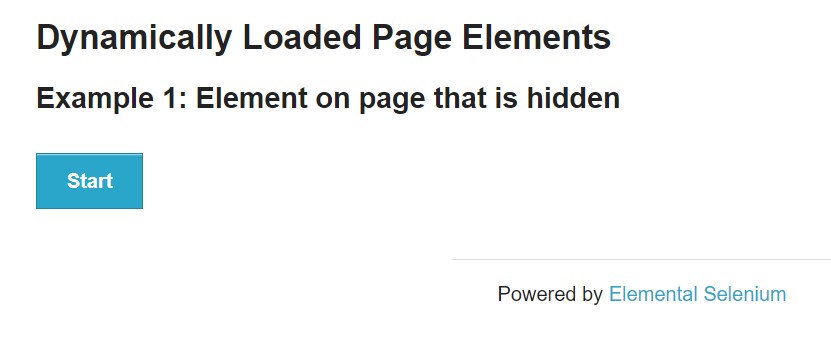 Dynamically Loaded Page Elements
Example 1: Element on page that is hidden
Start
Powered by Elemental Selenium